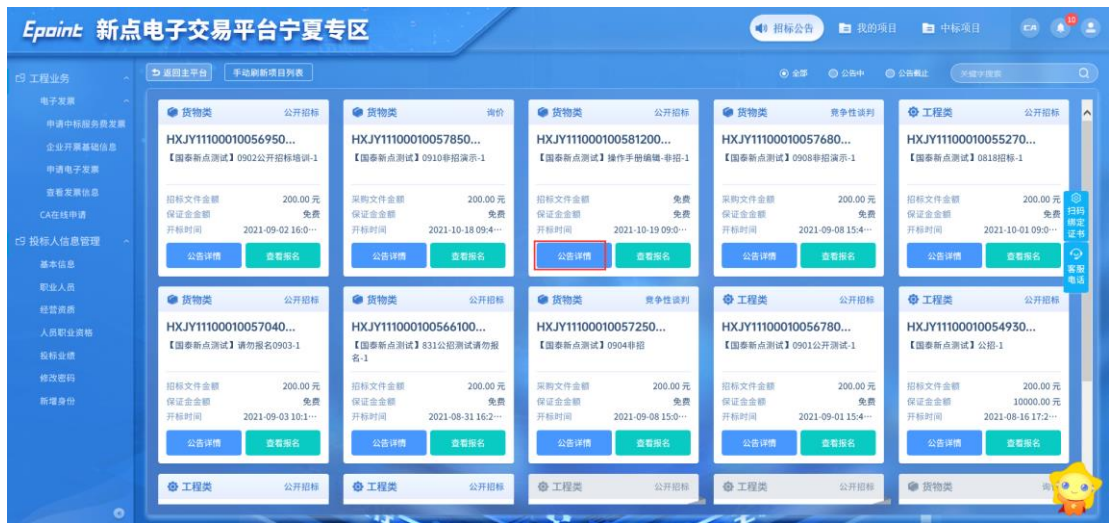 Epoint 新点电子交易平台宁夏专区
招标公告 我的项目 中标项目 CA 10
工程业务
电子发票
申请中标服务费发票
企业开票基础信息
申请电子发票
查看发票信息
CA在线申请
投标人信息管理
基本信息
职业人员
经营资质
人员职业资格
投标业绩
修改密码
新增身份
返回主平台 手动刷新项目列表 全部 公告中 公告截止 关键字搜索
货物类 公开招标
HXJY11100010056950...
【国泰新点测试】0902公开招标培训-1
招标文件金额 200.00 元
保证金金额 免费
开标时间 2021-09-02 16:0...
公告详情 查看报名
货物类 询价
HXJY11100010057850...
【国泰新点测试】0910非招演示-1
采购文件金额 200.00 元
保证金金额 免费
开标时间 2021-10-18 09:4...
公告详情 查看报名
货物类 公开招标
HXJY111000100581200...
【国泰新点测试】操作手册编辑-非招-1
招标文件金额 免费
保证金金额 免费
开标时间 2021-10-19 09:0...
公告详情 查看报名
货物类 竞争性谈判
HXJY11100010057680...
【国泰新点测试】0908非招演示-1
采购文件金额 200.00 元
保证金金额 免费
开标时间 2021-09-08 15:4...
公告详情 查看报名
工程类 公开招标
HXJY11100010055270...
【国泰新点测试】0818招标-1
招标文件金额 200.00 元
保证金金额 免费
开标时间 2021-10-01 09:0...
公告详情 查看报名
货物类 公开招标
HXJY11100010057040...
【国泰新点测试】请勿报名0903-1
招标文件金额 200.00 元
保证金金额 免费
开标时间 2021-09-03 10:1...
公告详情 查看报名
货物类 公开招标
HXJY111000100566100...
【国泰新点测试】831公招测试请勿报
名-1
招标文件金额 200.00 元
保证金金额 免费
开标时间 2021-08-31 16:2...
公告详情 查看报名
货物类 竞争性谈判
HXJY11100010057250...
【国泰新点测试】0904非招
采购文件金额 200.00 元
保证金金额 免费
开标时间 2021-09-08 15:0...
公告详情 查看报名
工程类 公开招标
HXJY11100010056780...
【国泰新点测试】0901公开测试-1
招标文件金额 200.00 元
保证金金额 免费
开标时间 2021-09-01 15:4...
公告详情 查看报名
工程类 公开招标
HXJY11100010054930...
【国泰新点测试】公招-1
招标文件金额 200.00 元
保证金金额 10000.00 元
开标时间 2021-08-16 17:2...
公告详情 查看报名
工程类 公开招标
工程类 公开招标
工程类 公开招标
工程类 公开招标
货物类
扫码
绑定
证书
客服
电话